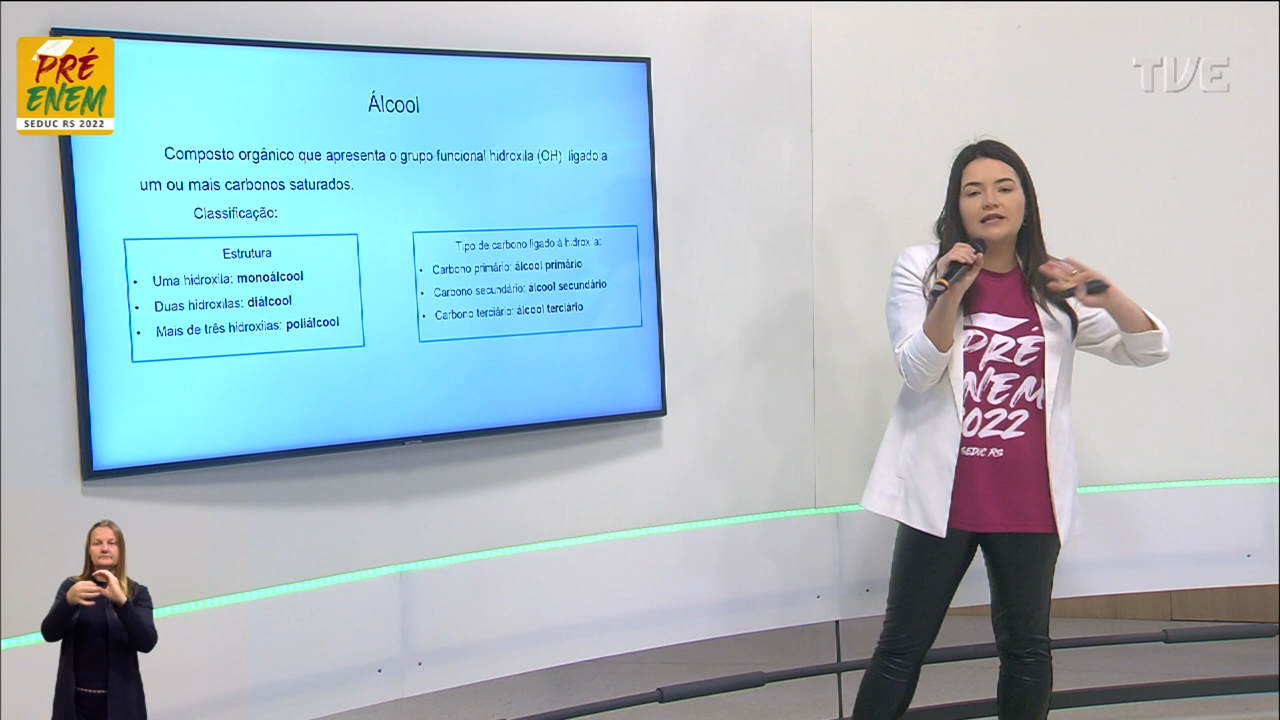 PRÉ
ENEM
SEDUC RS 2022
TVE
Álcool
Composto orgânico que apresenta o grupo funcional hidroxila (OH) ligado a
um ou mais carbonos saturados.
Classificação:
Estrutura
• Uma hidroxila: monoálcool
• Duas hidroxilas: diálcool
• Mais de três hidroxilas: poliálcool
Tipo de carbono ligado à hidroxila:
• Carbono primário: álcool primário
• Carbono secundário: álcool secundário
• Carbono terciário: álcool terciário
PRÉ
ENEM
2022
SEDUC RS